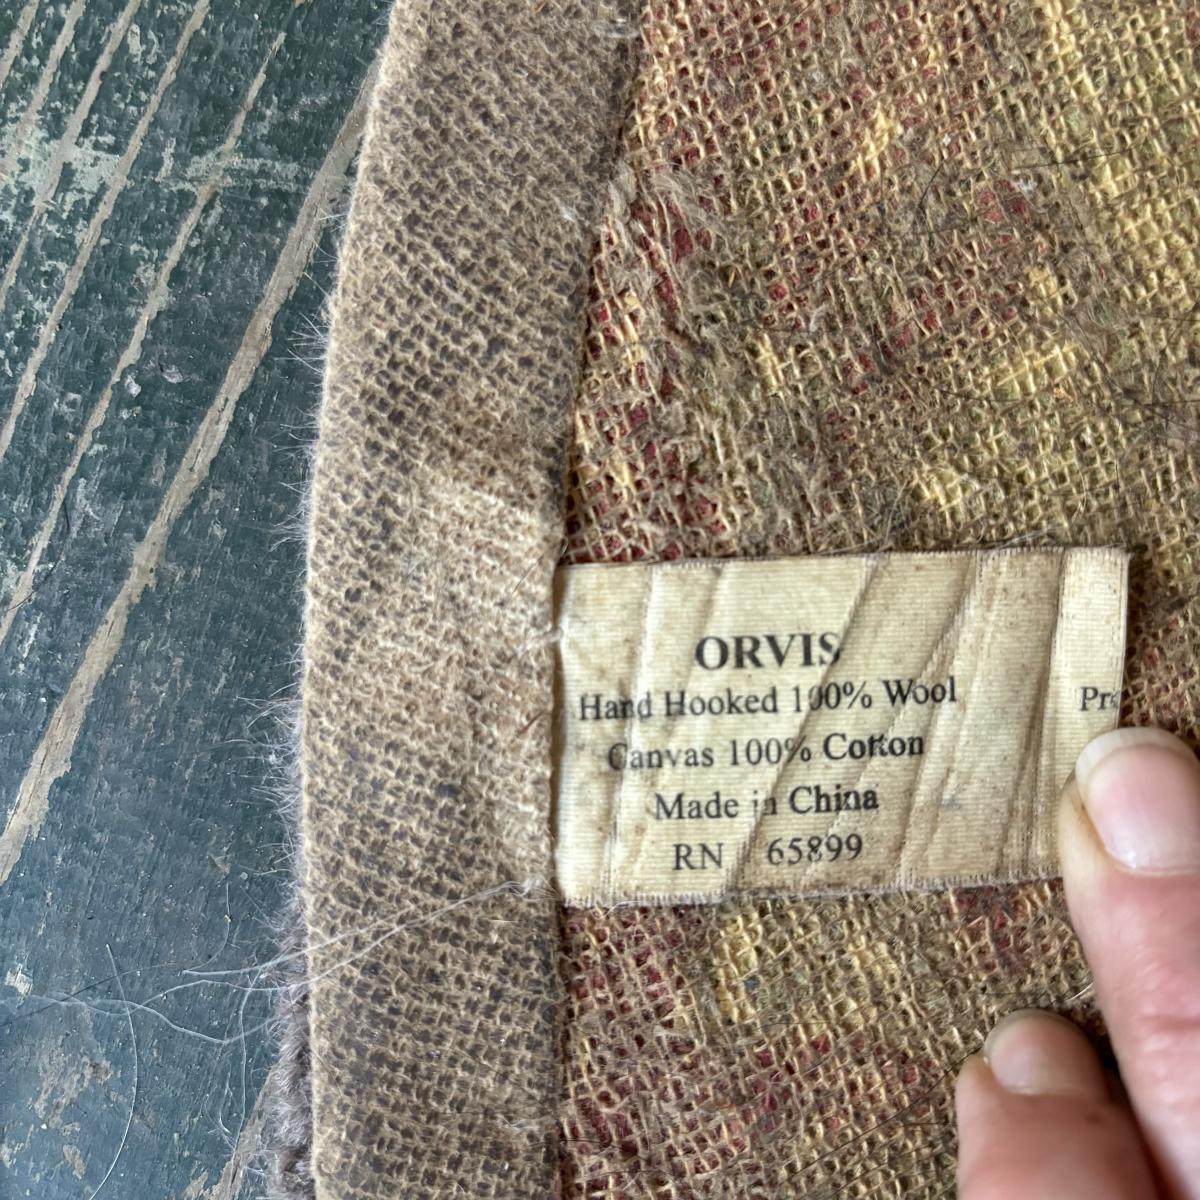 ORVIS
Hand Hooked 100% Wool
Canvas 100% Cotton
Made in China
RN 65899